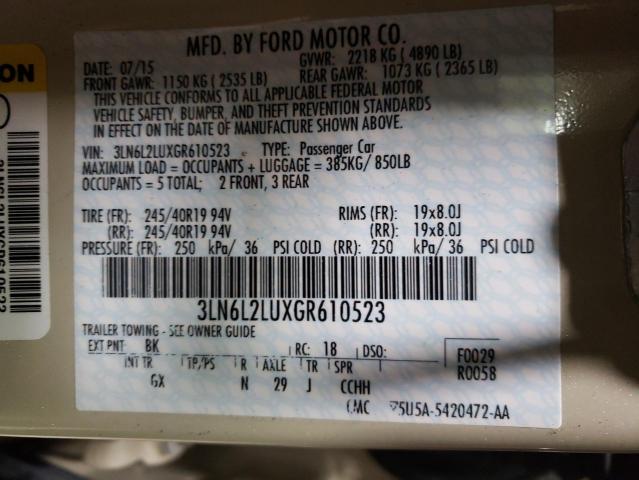 MFD. BY FORD MOTOR CO.
DATE: 07/15 GVWR: 2218 KG ( 4890 LB)
FRONT GAWR: 1150 KG ( 2535 LB) REAR GAWR: 1073 KG ( 2365 LB)
THIS VEHICLE CONFORMS TO ALL APPLICABLE FEDERAL MOTOR
VEHICLE SAFETY, BUMPER, AND THEFT PREVENTION STANDARDS
IN EFFECT ON THE DATE OF MANUFACTURE SHOWN ABOVE.
VIN: 3LN6L2LUXGR610523 TYPE: Passenger Car
MAXIMUM LOAD = OCCUPANTS + LUGGAGE = 385KG/ 850LB
OCCUPANTS = 5 TOTAL; 2 FRONT, 3 REAR
TIRE (FR): 245/40R19 94V RIMS (FR): 19x8.0J
(RR): 245/40R19 94V (RR): 19x8.0J
PRESSURE (FR): 250 kPa/ 36 PSI COLD (RR): 250 kPa/ 36 PSI COLD
3LN6L2LUXGR610523
TRAILER TOWING - SEE OWNER GUIDE
EXT PNT: BK RC: 18 DSO: F0029
INT TR TP/PS R AXLE TR SPR R0058
GX N 29 J CCHH
5U5A-5420472-AA
ON
3LN6L2LUXGR610523